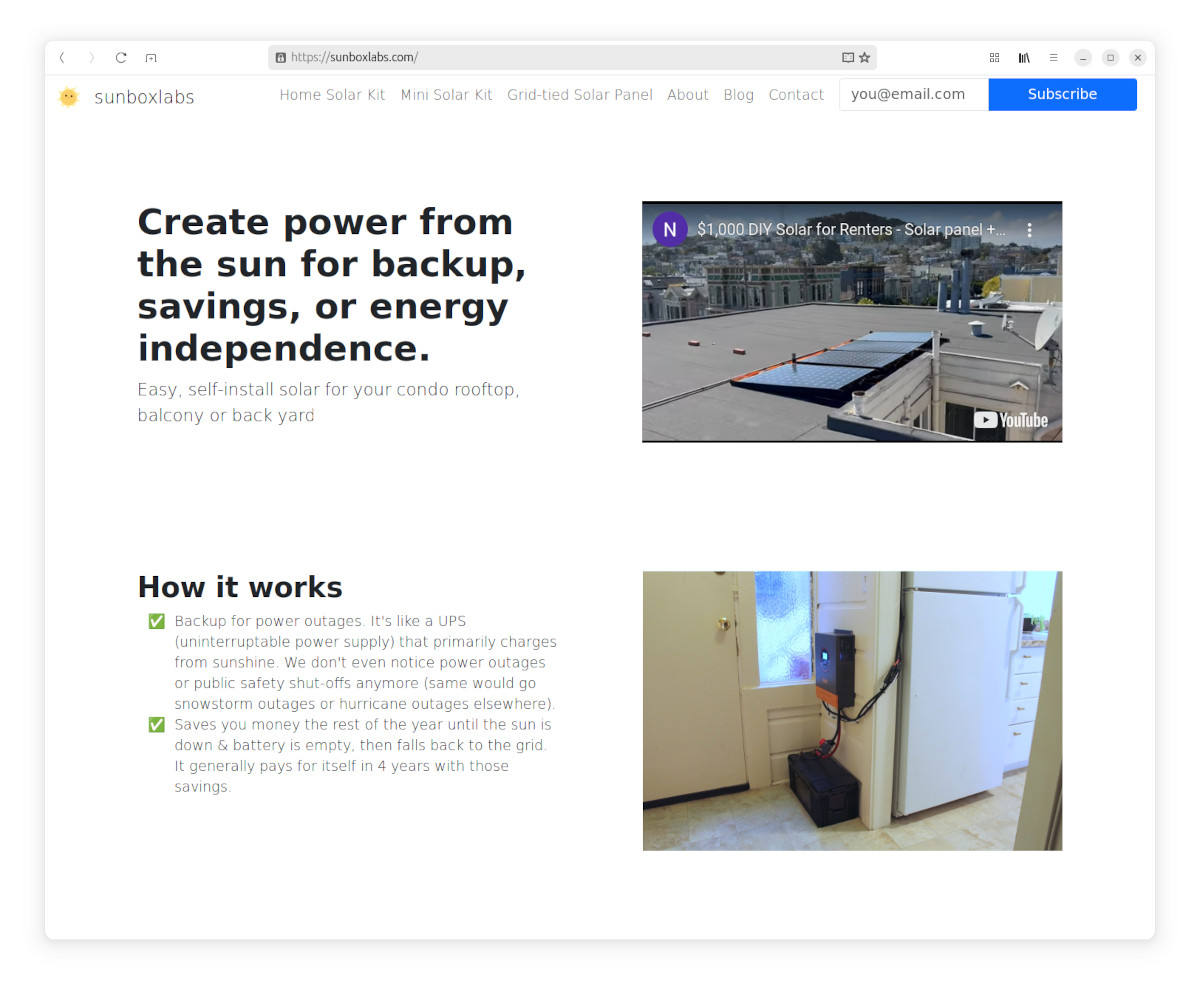 https://sunboxlabs.com/
sunboxlabs
Home Solar Kit
Mini Solar Kit
Grid-tied Solar Panel
About
Blog
Contact
you@email.com
Subscribe
Create power from
the sun for backup,
savings, or energy
independence.
Easy, self-install solar for your condo rooftop,
balcony or back yard
N
$1,000 DIY Solar for Renters - Solar panel +...
YouTube
How it works
✅ Backup for power outages. It's like a UPS
(uninterruptable power supply) that primarily charges
from sunshine. We don't even notice power outages
or public safety shut-offs anymore (same would go
snowstorm outages or hurricane outages elsewhere).
✅ Saves you money the rest of the year until the sun is
down & battery is empty, then falls back to the grid.
It generally pays for itself in 4 years with those
savings.